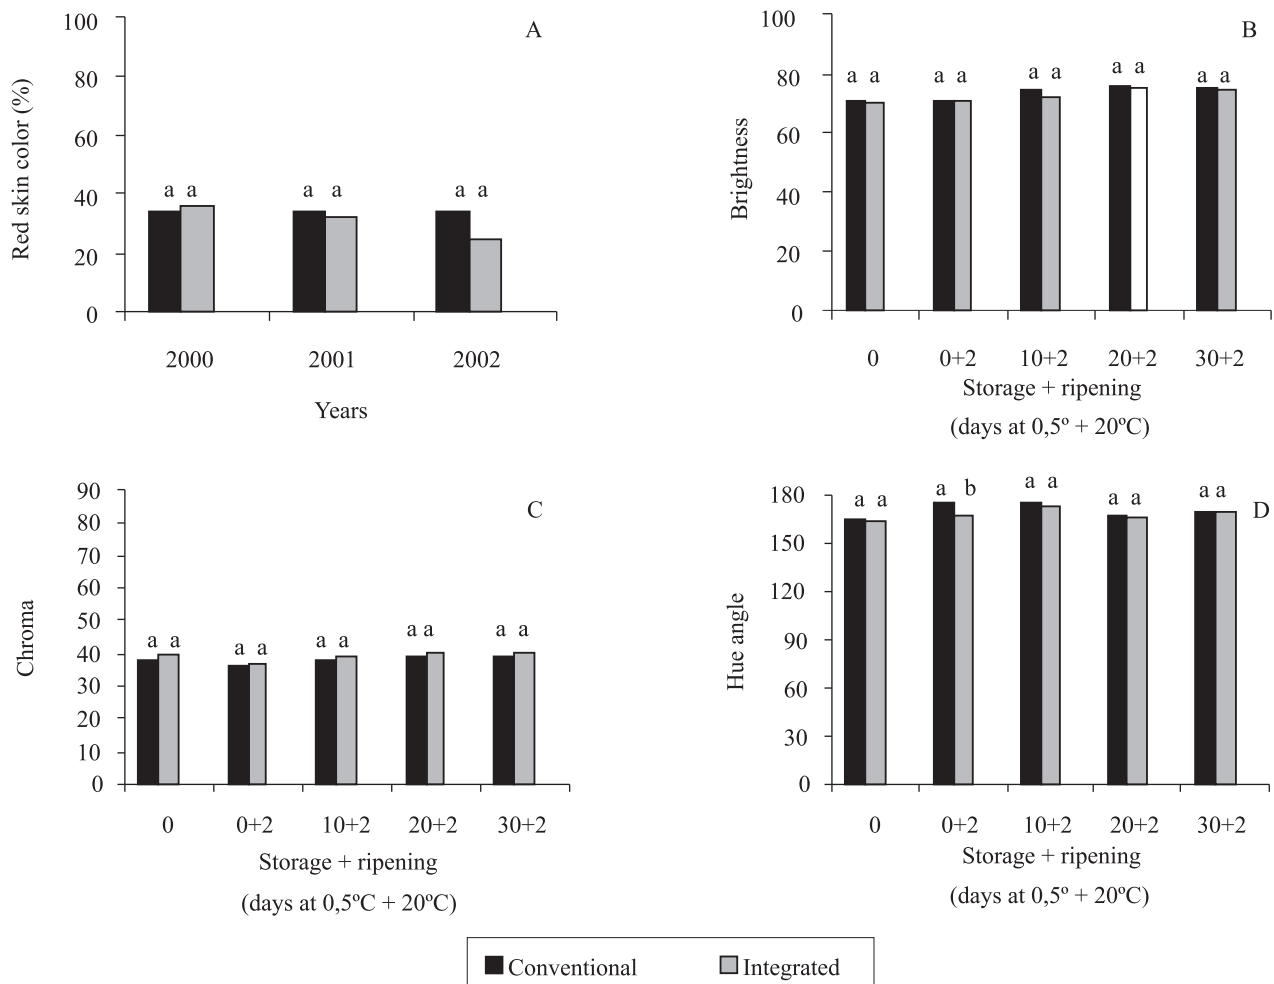 A
Red skin color (%)
100
80
60
40
20
0
a a
a a
a a
2000 2001 2002
Years
B
Brightness
100
80
60
40
20
0
a a
a a
a a
a a
a a
0 0+2 10+2 20+2 30+2
Storage + ripening
(days at 0,5º + 20ºC)
C
Chroma
90
80
70
60
50
40
30
20
10
0
a a
a a
a a
a a
a a
0 0+2 10+2 20+2 30+2
Storage + ripening
(days at 0,5ºC + 20ºC)
D
Hue angle
180
150
120
90
60
30
0
a a
a b
a a
a a
a a
0 0+2 10+2 20+2 30+2
Storage + ripening
(days at 0,5º + 20ºC)
Conventional Integrated